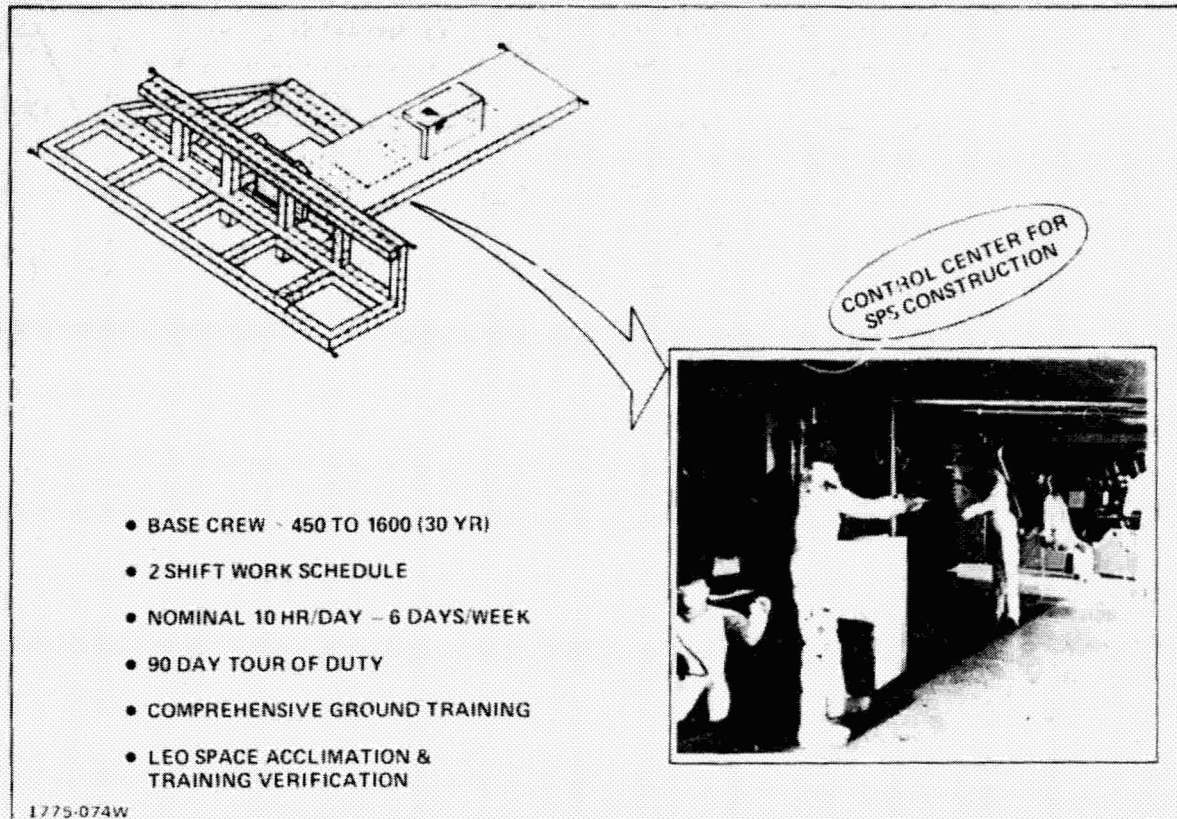 CONTROL CENTER FOR
SPS CONSTRUCTION
• BASE CREW ~ 450 TO 1600 (30 YR)
• 2 SHIFT WORK SCHEDULE
• NOMINAL 10 HR/DAY – 6 DAYS/WEEK
• 90 DAY TOUR OF DUTY
• COMPREHENSIVE GROUND TRAINING
• LEO SPACE ACCLIMATION &
TRAINING VERIFICATION
1775-074W